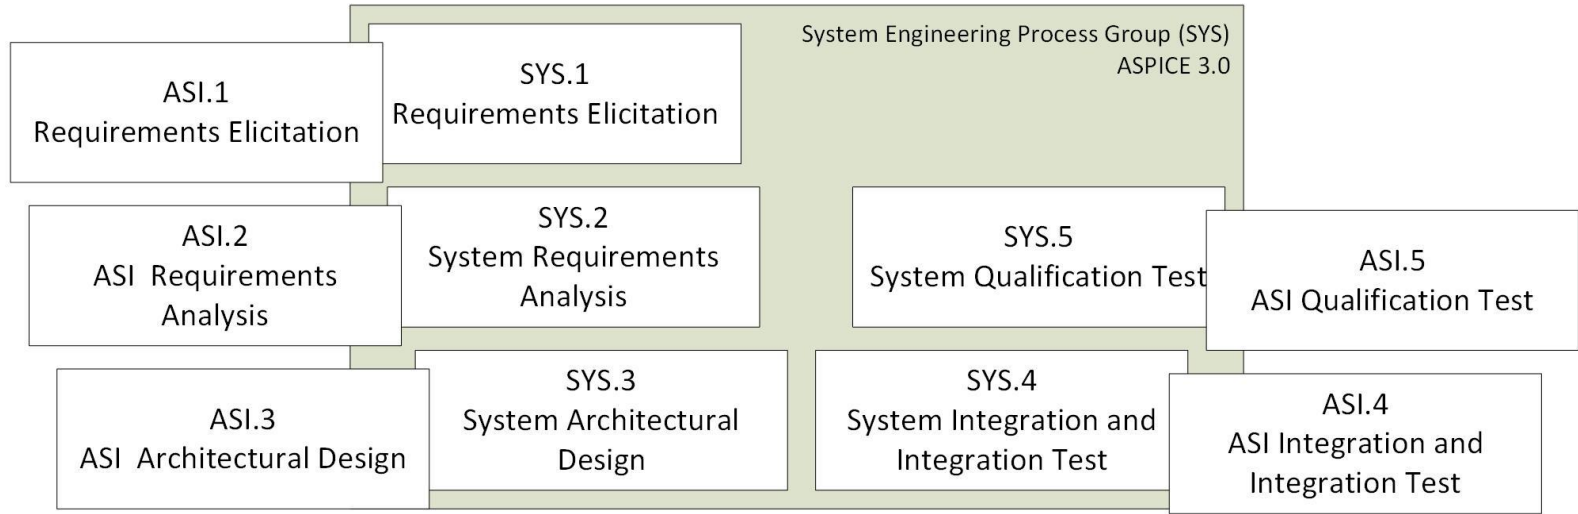 System Engineering Process Group (SYS)
ASPICE 3.0
ASI.1
Requirements Elicitation
SYS.1
Requirements Elicitation
ASI.2
ASI Requirements
Analysis
SYS.2
System Requirements
Analysis
SYS.5
System Qualification Test
ASI.5
ASI Qualification Test
ASI.3
ASI Architectural Design
SYS.3
System Architectural
Design
SYS.4
System Integration and
Integration Test
ASI.4
ASI Integration and
Integration Test